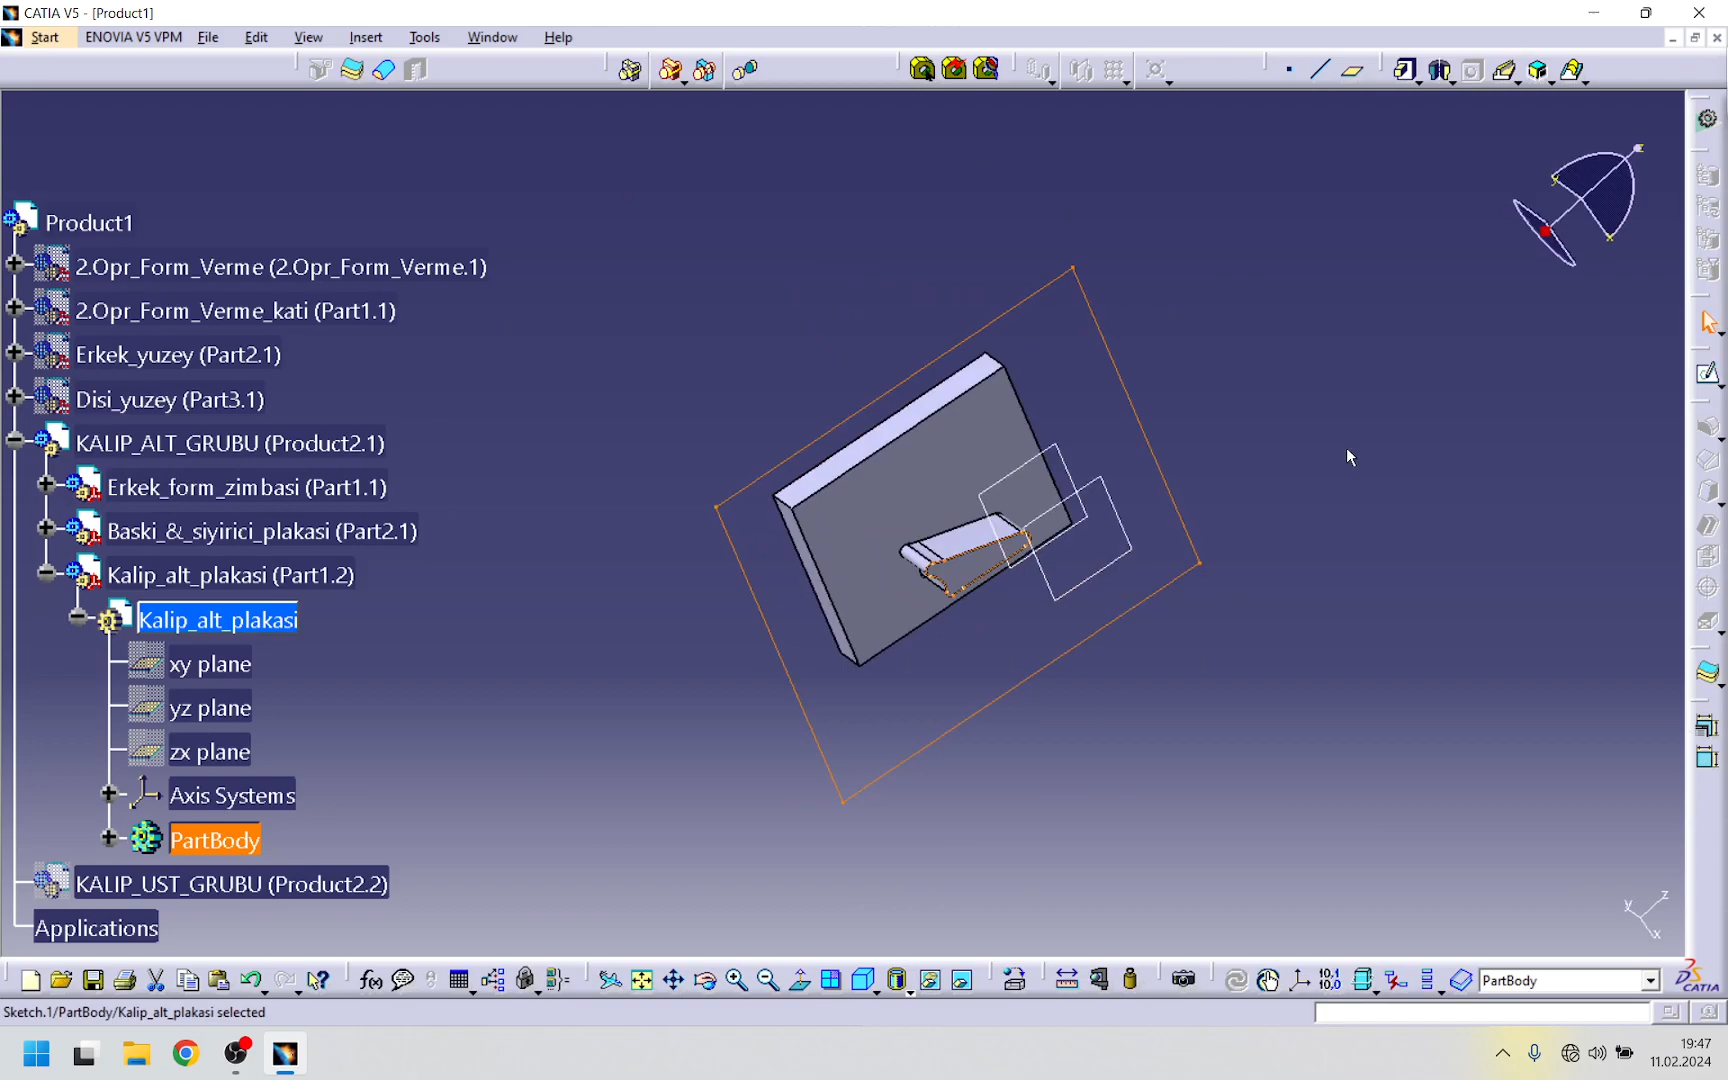 CATIA V5 - [Product1]
Start ENOVIA V5 VPM File Edit View Insert Tools Window Help
Product1
2.Opr_Form_Verme (2.Opr_Form_Verme.1)
2.Opr_Form_Verme_kati (Part1.1)
Erkek_yuzey (Part2.1)
Disi_yuzey (Part3.1)
KALIP_ALT_GRUBU (Product2.1)
Erkek_form_zimbasi (Part1.1)
Baski_&_siyirici_plakasi (Part2.1)
Kalip_alt_plakasi (Part1.2)
Kalip_alt_plakasi
xy plane
yz plane
zx plane
Axis Systems
PartBody
KALIP_UST_GRUBU (Product2.2)
Applications
z
y
x
PartBody
CATIA
Sketch.1/PartBody/Kalip_alt_plakasi selected
19:47
11.02.2024